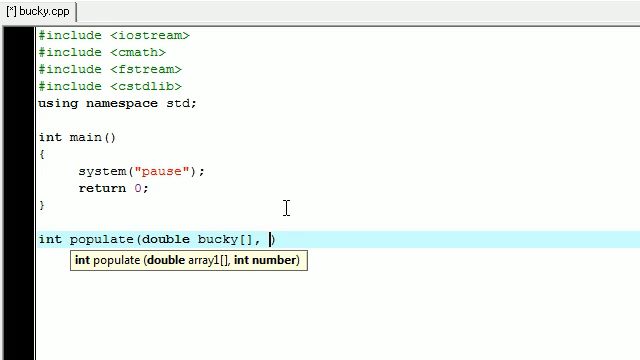 [*] bucky.cpp
#include <iostream>
#include <cmath>
#include <fstream>
#include <cstdlib>
using namespace std;
int main()
{
system("pause");
return 0;
}
int populate(double bucky[], )
int populate (double array1[], int number)